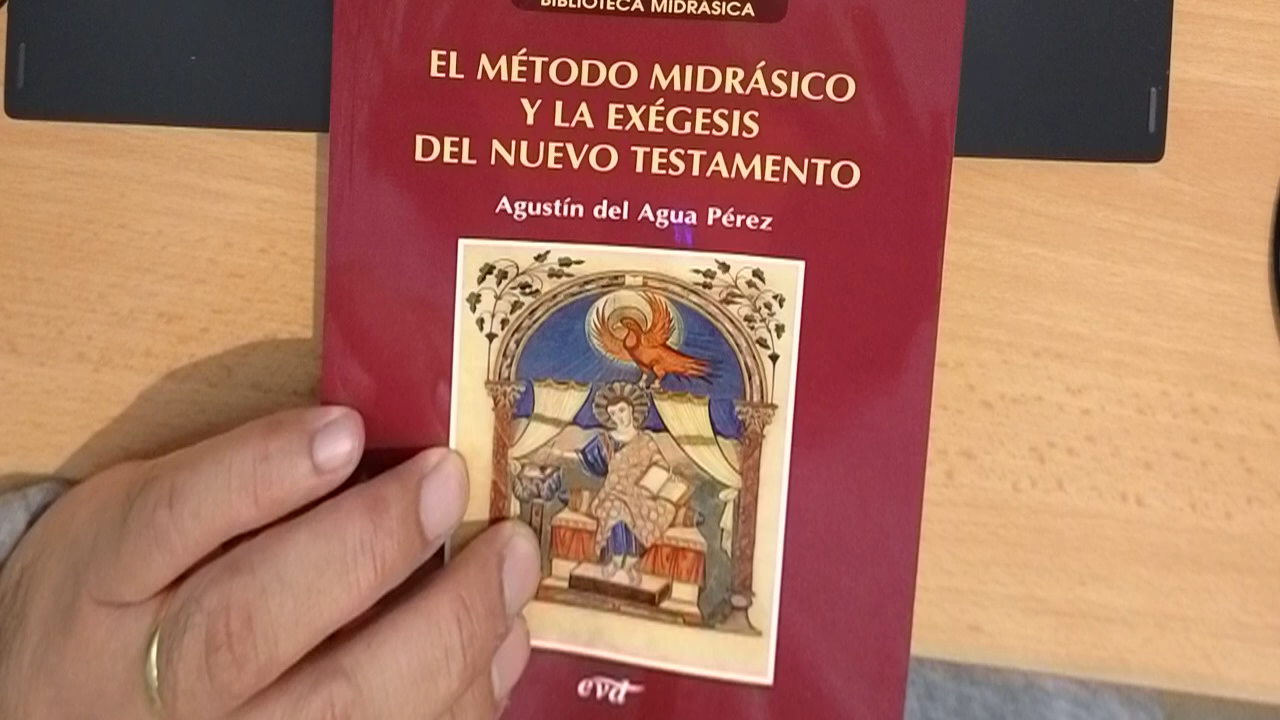 BIBLIOTECA MIDRÁSICA
EL MÉTODO MIDRÁSICO
Y LA EXÉGESIS
DEL NUEVO TESTAMENTO
Agustín del Agua Pérez
evd